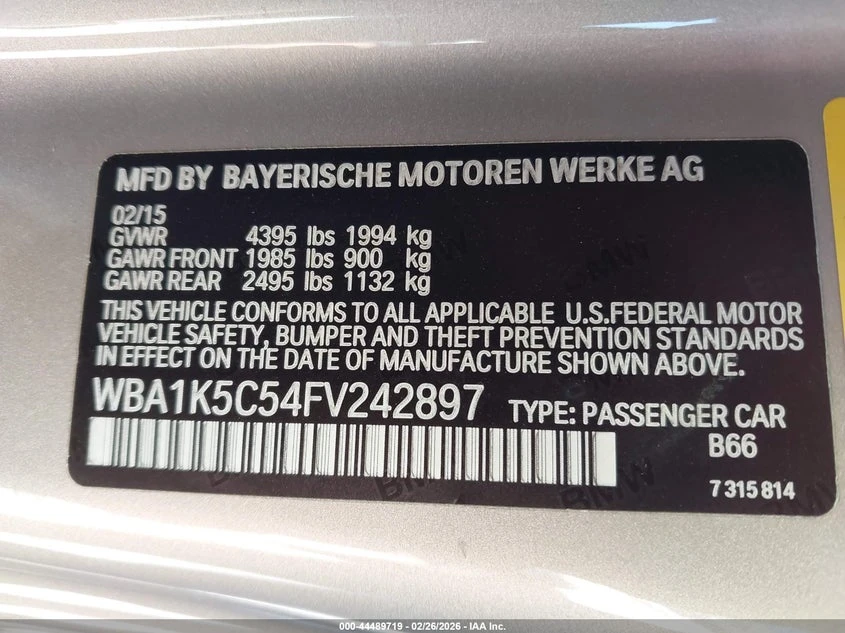 MFD BY BAYERISCHE MOTOREN WERKE AG
02/15
GVWR 4395 lbs 1994 kg
GAWR FRONT 1985 lbs 900 kg
GAWR REAR 2495 lbs 1132 kg
THIS VEHICLE CONFORMS TO ALL APPLICABLE U.S.FEDERAL MOTOR
VEHICLE SAFETY, BUMPER AND THEFT PREVENTION STANDARDS
IN EFFECT ON THE DATE OF MANUFACTURE SHOWN ABOVE.
WBA1K5C54FV242897 TYPE: PASSENGER CAR
B66
7 315 814
000-44489719 / 02/26/2026 - IAA Inc.